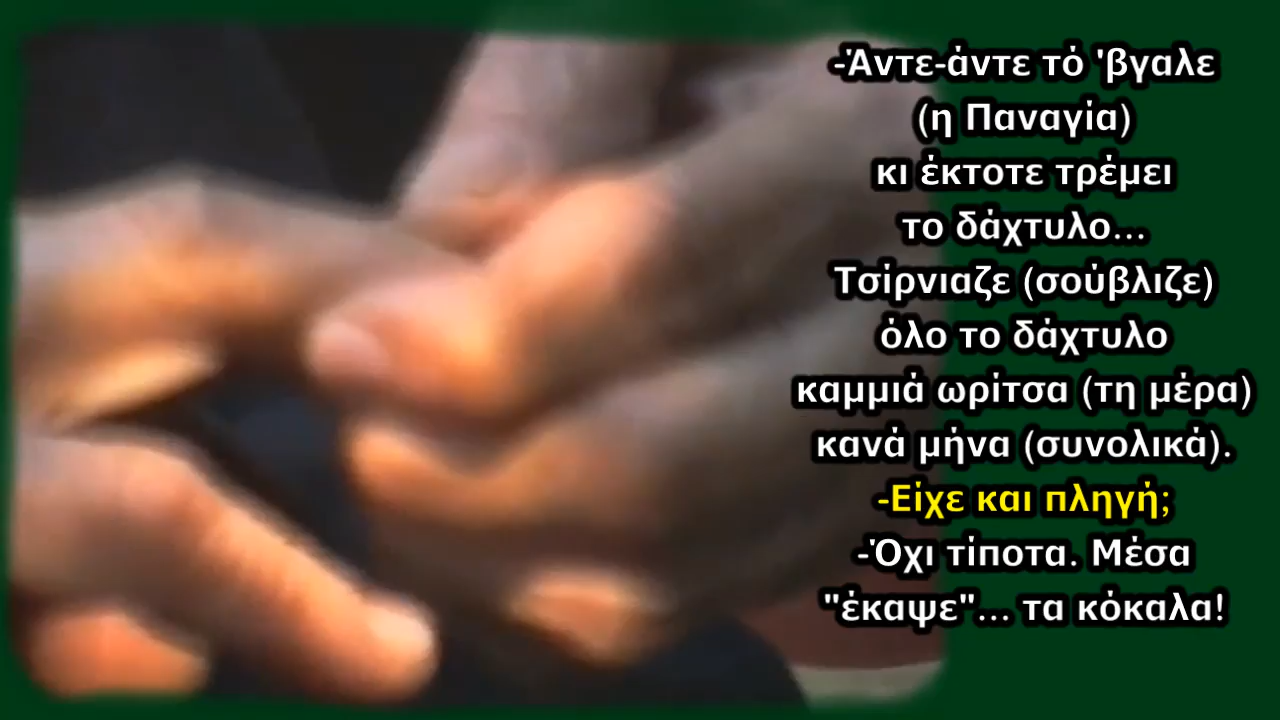 -Άντε-άντε τό 'βγαλε
(η Παναγία)
κι έκτοτε τρέμει
το δάχτυλο...
Τσίρνιαζε (σούβλιζε)
όλο το δάχτυλο
καμμιά ωρίτσα (τη μέρα)
κανά μήνα (συνολικά).
-Είχε και πληγή;
-Όχι τίποτα. Μέσα
"έκαψε"... τα κόκαλα!